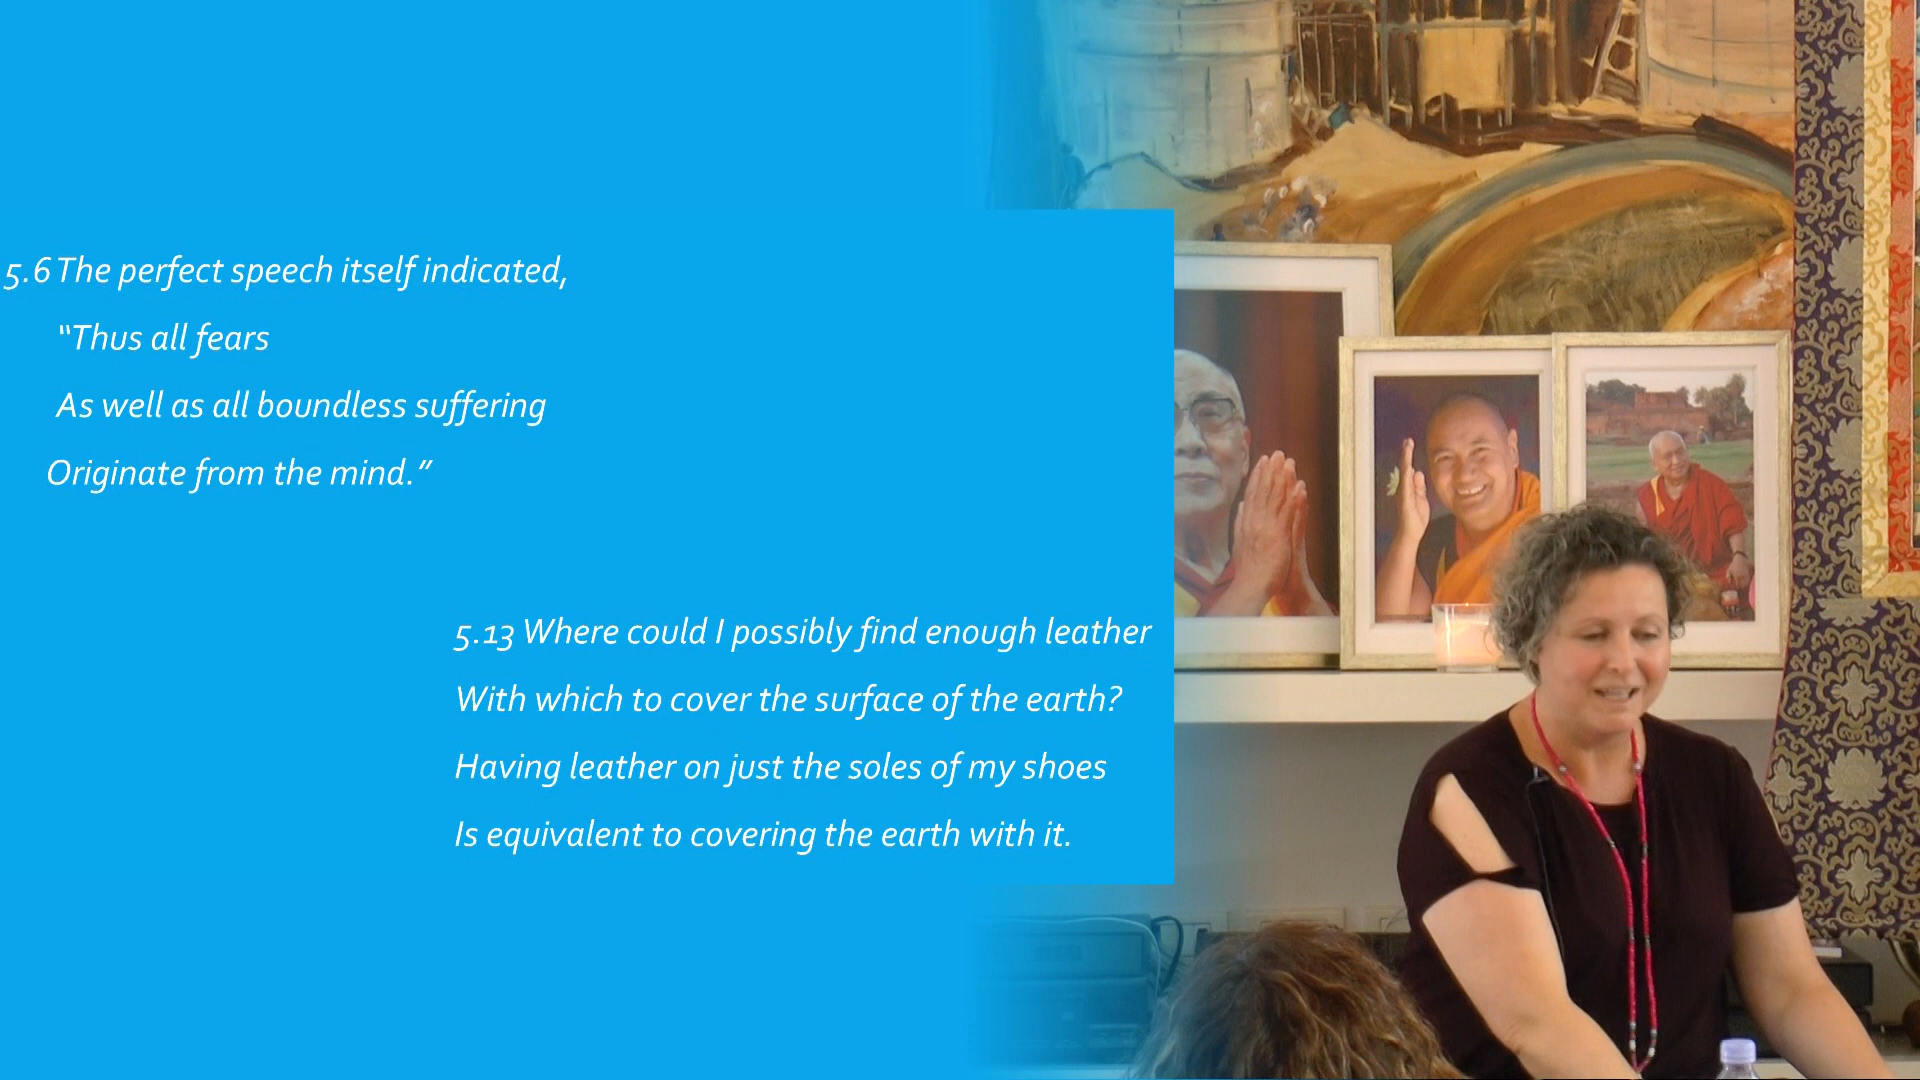 5.6 The perfect speech itself indicated,
“Thus all fears
As well as all boundless suffering
Originate from the mind.”
5.13 Where could I possibly find enough leather
With which to cover the surface of the earth?
Having leather on just the soles of my shoes
Is equivalent to covering the earth with it.